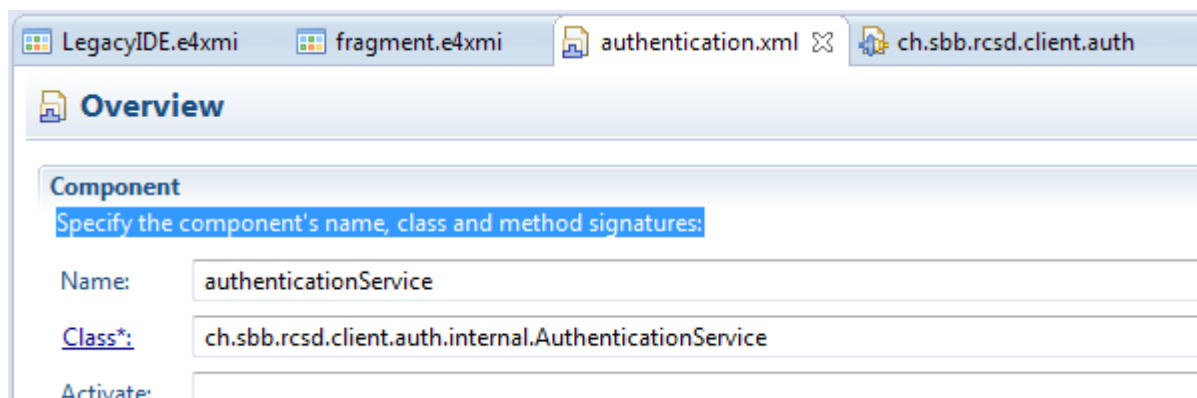 LegacyIDE.e4xmi fragment.e4xmi authentication.xml ch.sbb.rcsd.client.auth
Overview
Component
Specify the component's name, class and method signatures:
Name: authenticationService
Class*: ch.sbb.rcsd.client.auth.internal.AuthenticationService
Activate: